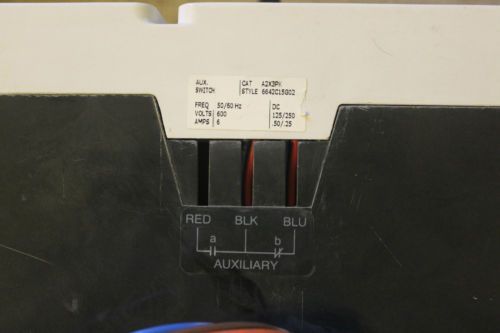 AUX. CAT A2X3PK
SWITCH STYLE 6642C15G02
FREQ 50/60 Hz DC
VOLTS 600 125/250
AMPS 6 .50/.25
RED BLK BLU
a b
AUXILIARY